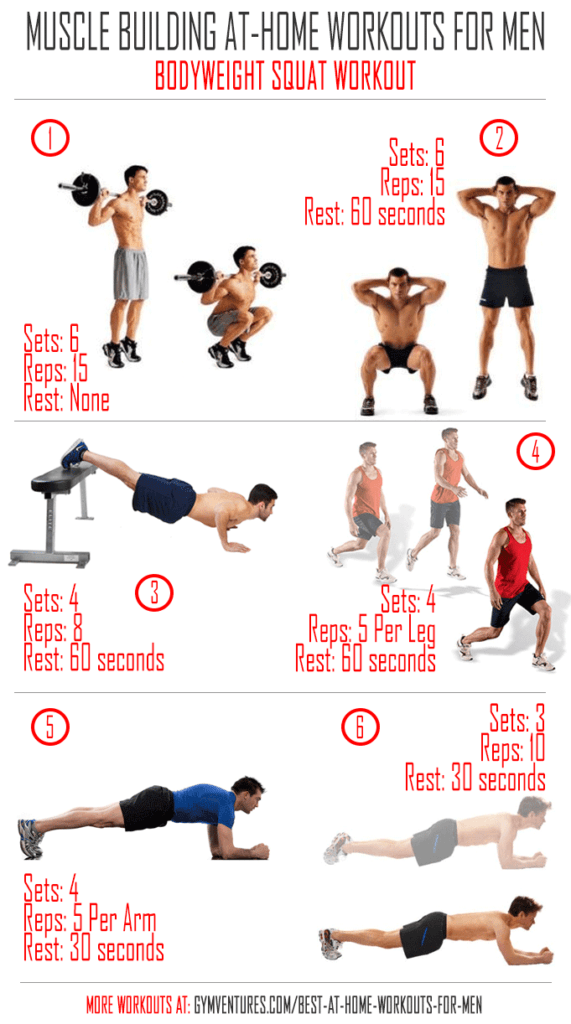 MUSCLE BUILDING AT-HOME WORKOUTS FOR MEN
BODYWEIGHT SQUAT WORKOUT
1
Sets: 6
Reps: 15
Rest: None
2
Sets: 6
Reps: 15
Rest: 60 seconds
3
Sets: 4
Reps: 8
Rest: 60 seconds
4
Sets: 4
Reps: 5 Per Leg
Rest: 60 seconds
5
Sets: 4
Reps: 5 Per Arm
Rest: 30 seconds
6
Sets: 3
Reps: 10
Rest: 30 seconds
MORE WORKOUTS AT: GYMVENTURES.COM/BEST-AT-HOME-WORKOUTS-FOR-MEN